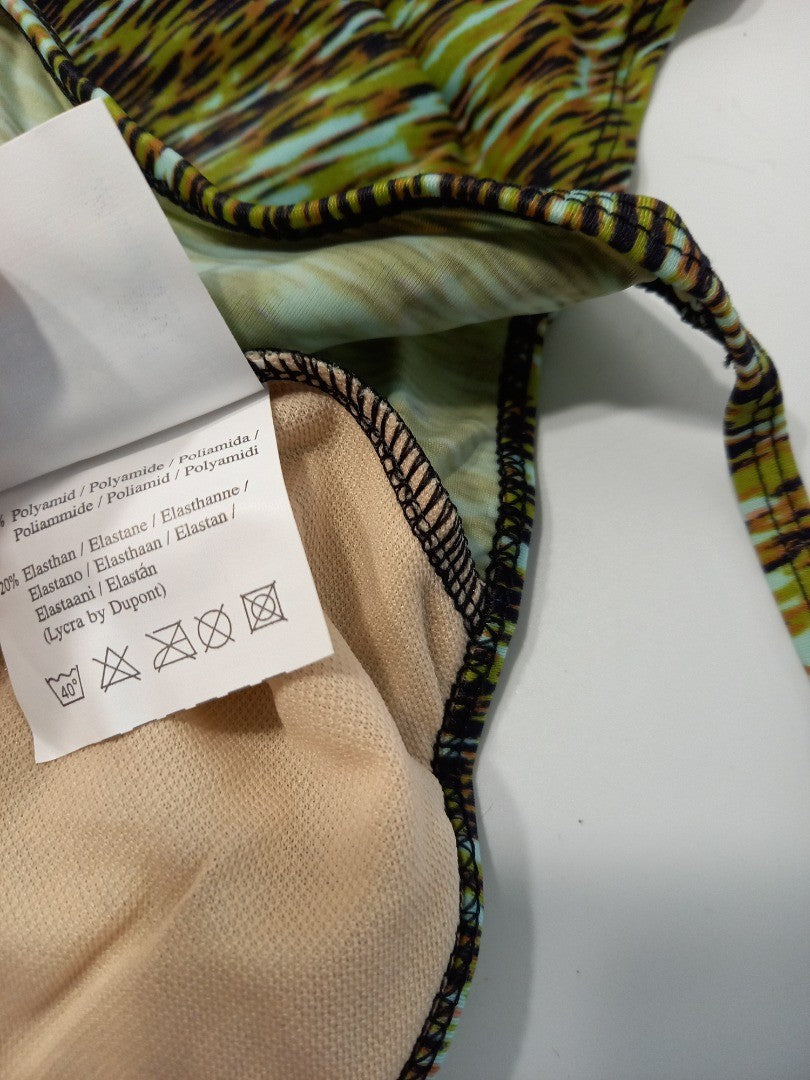 % Polyamid / Polyamide / Poliamida /
Poliammide / Poliamid / Polyamidi
20% Elasthan / Elastane / Elasthanne /
Elastano / Elasthaan / Elastan /
Elastaani / Elastán
(Lycra by Dupont)
40°